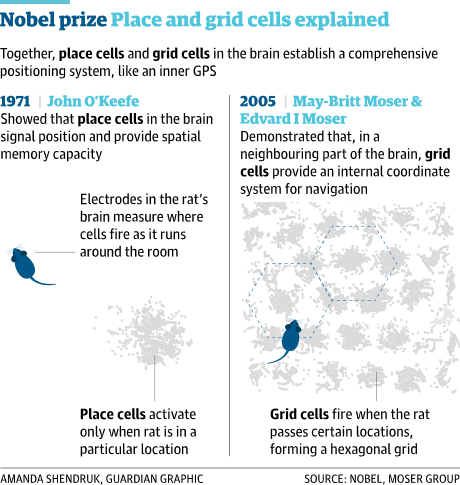 Nobel prize Place and grid cells explained
Together, place cells and grid cells in the brain establish a comprehensive
positioning system, like an inner GPS
1971 | John O'Keefe
Showed that place cells in the brain
signal position and provide spatial
memory capacity
Electrodes in the rat's
brain measure where
cells fire as it runs
around the room
Place cells activate
only when rat is in a
particular location
2005 | May-Britt Moser &
Edvard I Moser
Demonstrated that, in a
neighbouring part of the brain, grid
cells provide an internal coordinate
system for navigation
Grid cells fire when the rat
passes certain locations,
forming a hexagonal grid
AMANDA SHENDRUK, GUARDIAN GRAPHIC
SOURCE: NOBEL, MOSER GROUP